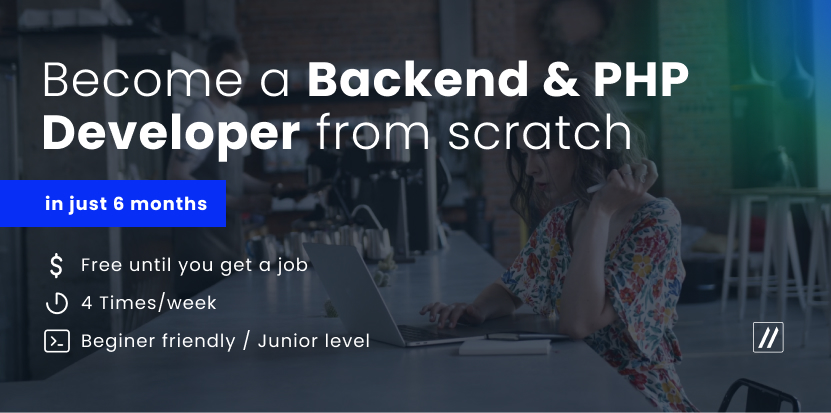 Become a Backend & PHP
Developer from scratch
in just 6 months
Free until you get a job
4 Times/week
Beginer friendly / Junior level